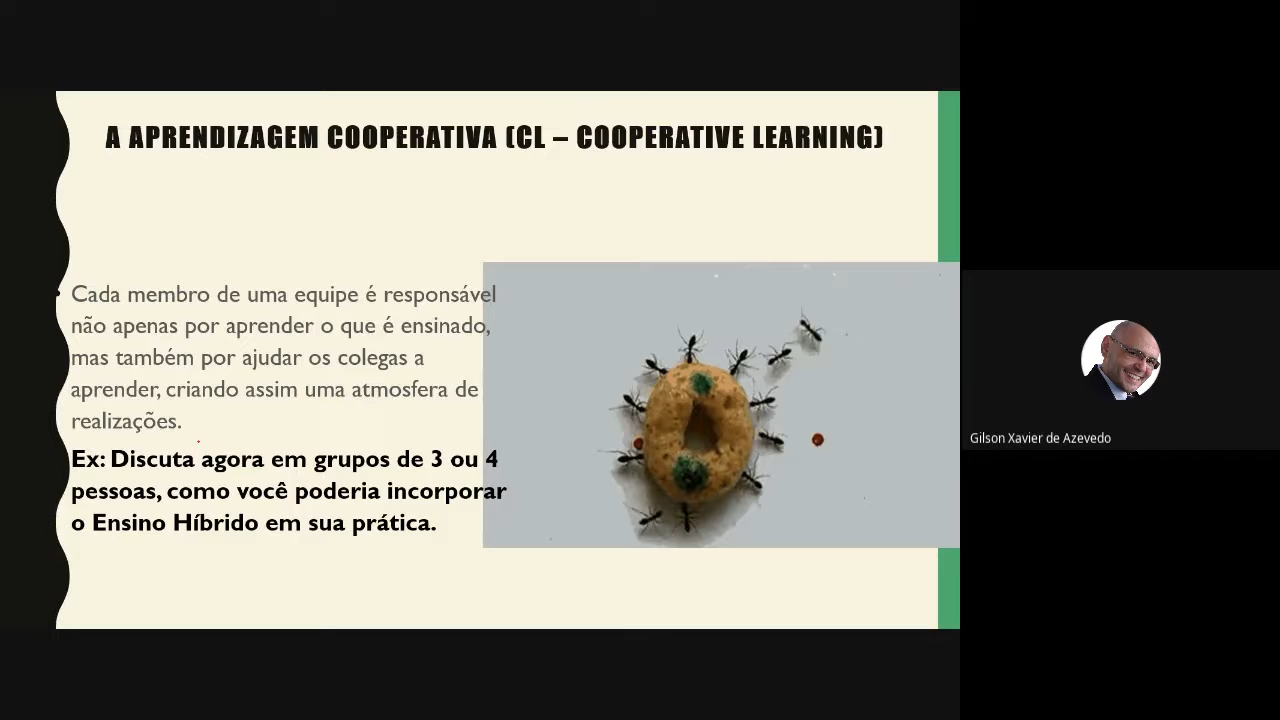 A APRENDIZAGEM COOPERATIVA (CL – COOPERATIVE LEARNING)
• Cada membro de uma equipe é responsável
não apenas por aprender o que é ensinado,
mas também por ajudar os colegas a
aprender, criando assim uma atmosfera de
realizações.
Ex: Discuta agora em grupos de 3 ou 4
pessoas, como você poderia incorporar
o Ensino Híbrido em sua prática.
Gilson Xavier de Azevedo